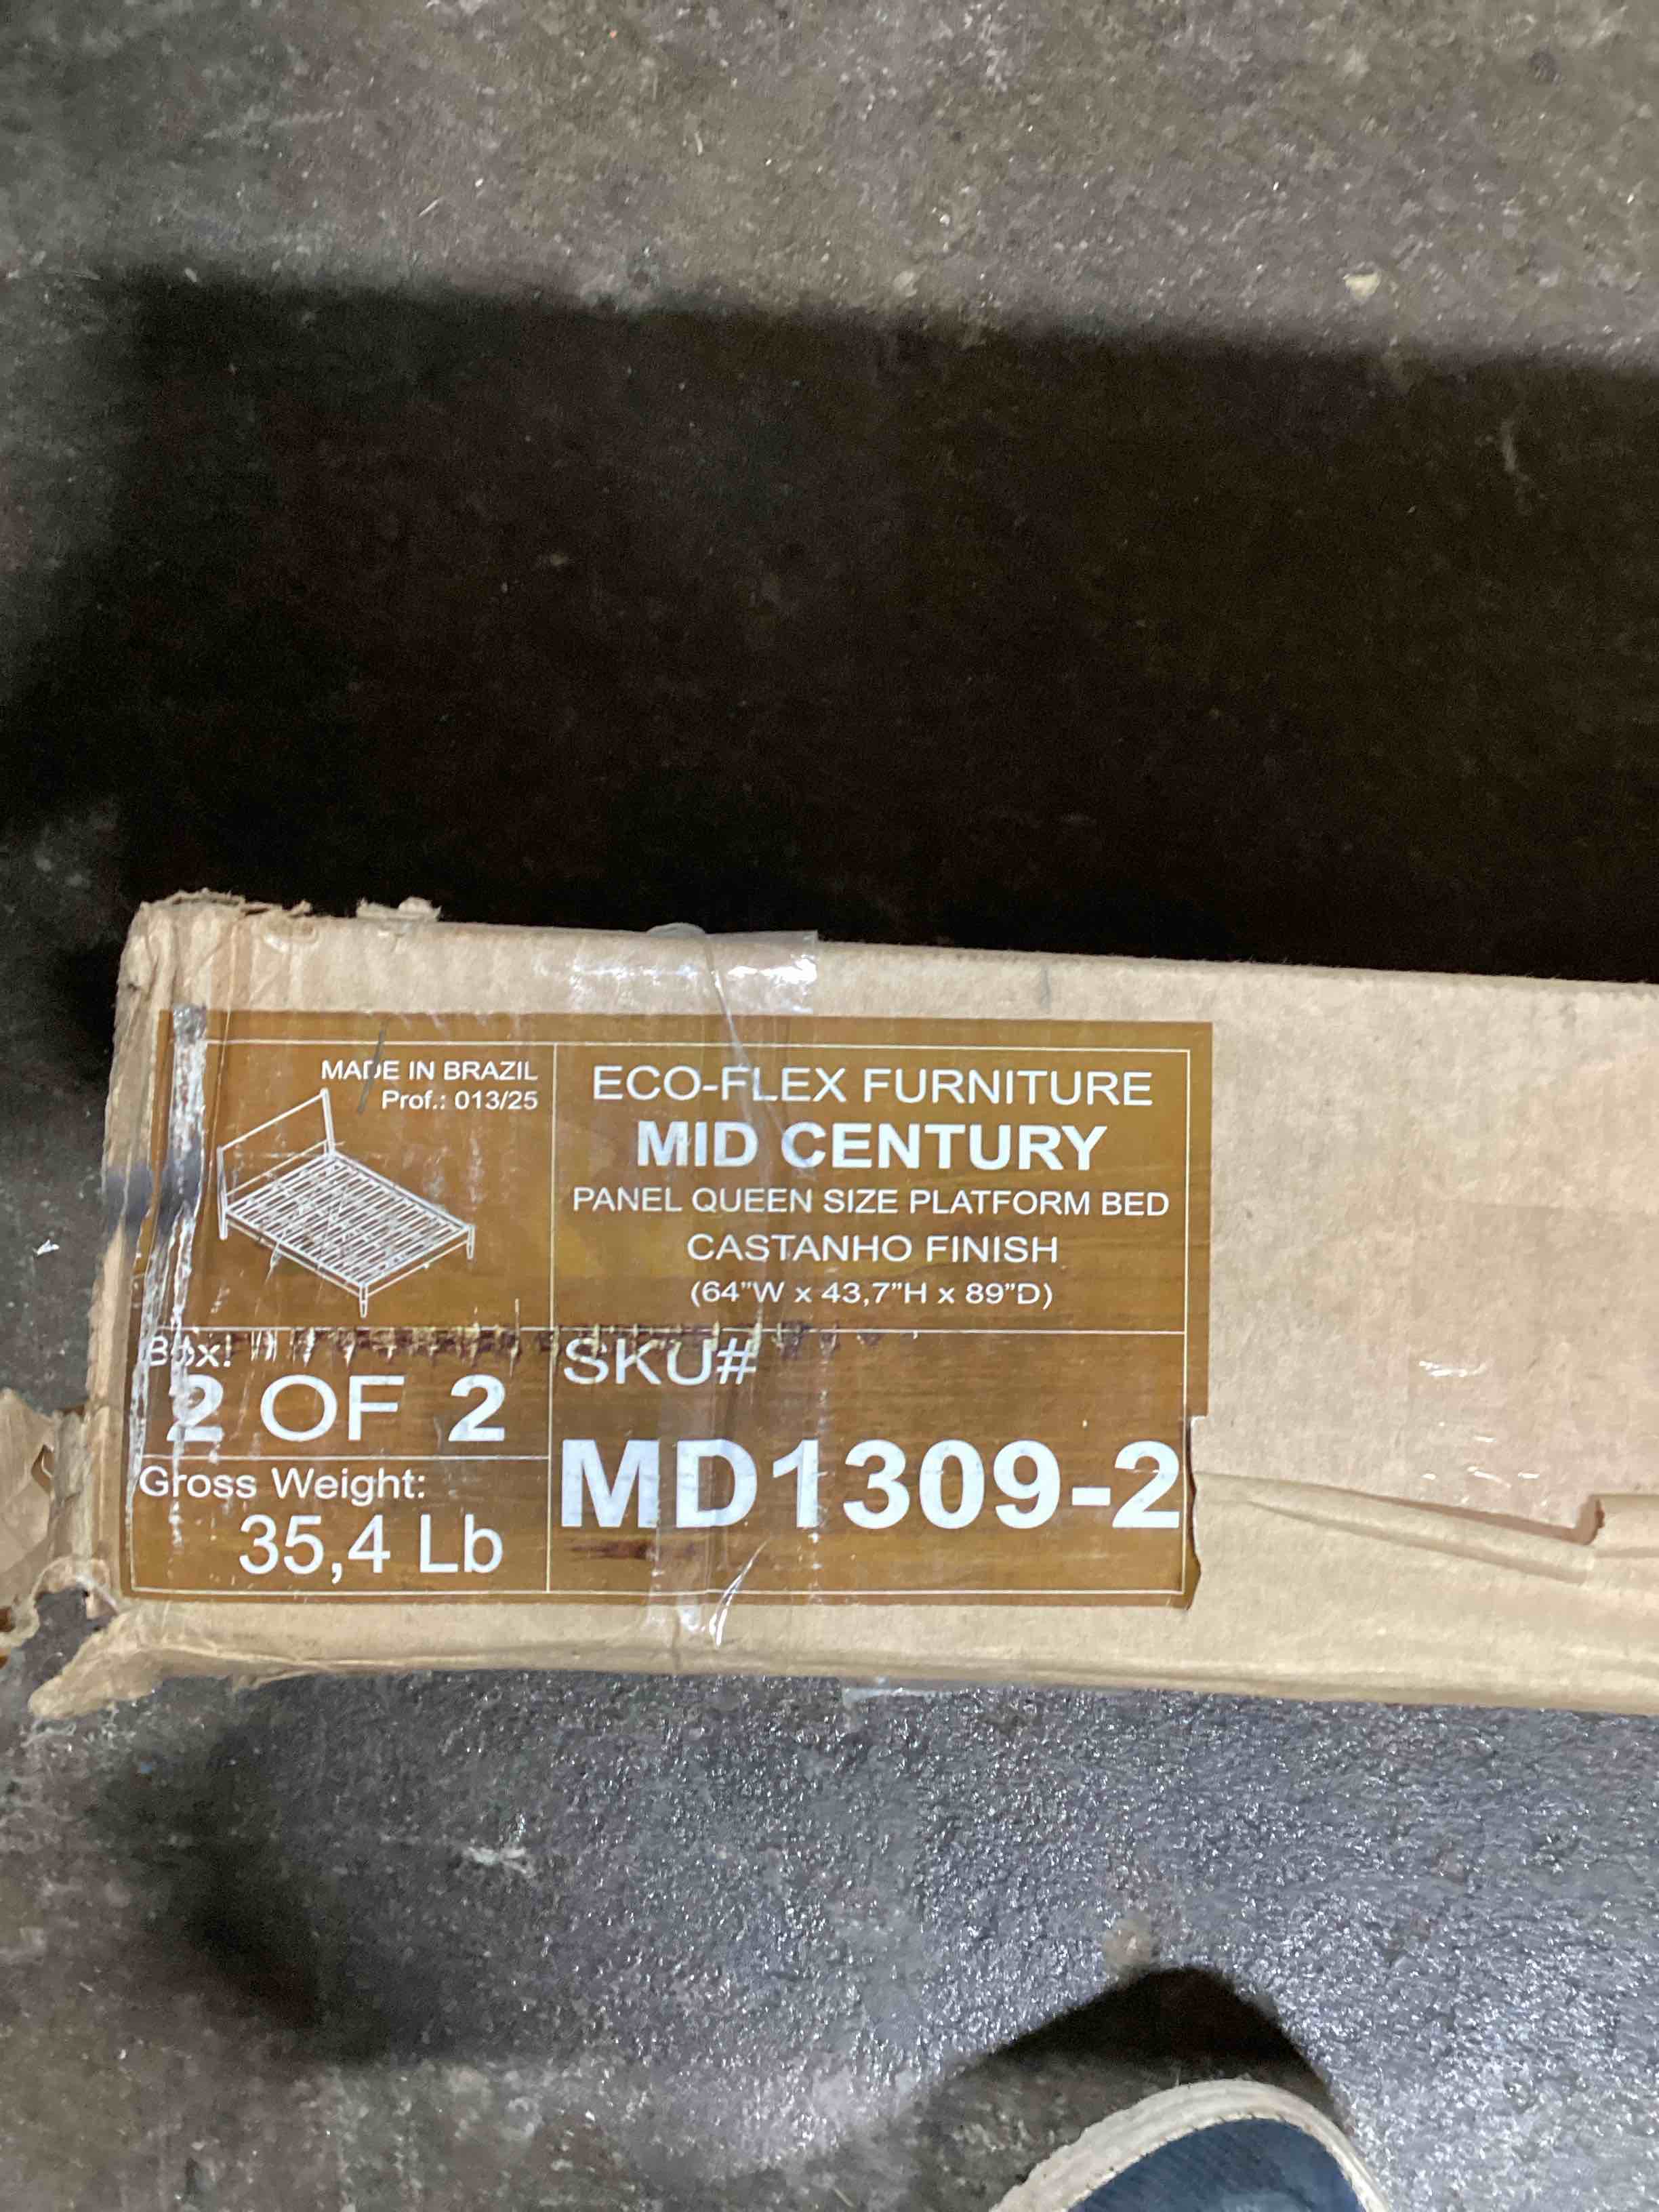 MADE IN BRAZIL
Prof.: 013/25
ECO-FLEX FURNITURE
MID CENTURY
PANEL QUEEN SIZE PLATFORM BED
CASTANHO FINISH
(64"W x 43,7"H x 89"D)
Box:
2 OF 2
Gross Weight:
35,4 Lb
SKU#
MD1309-2